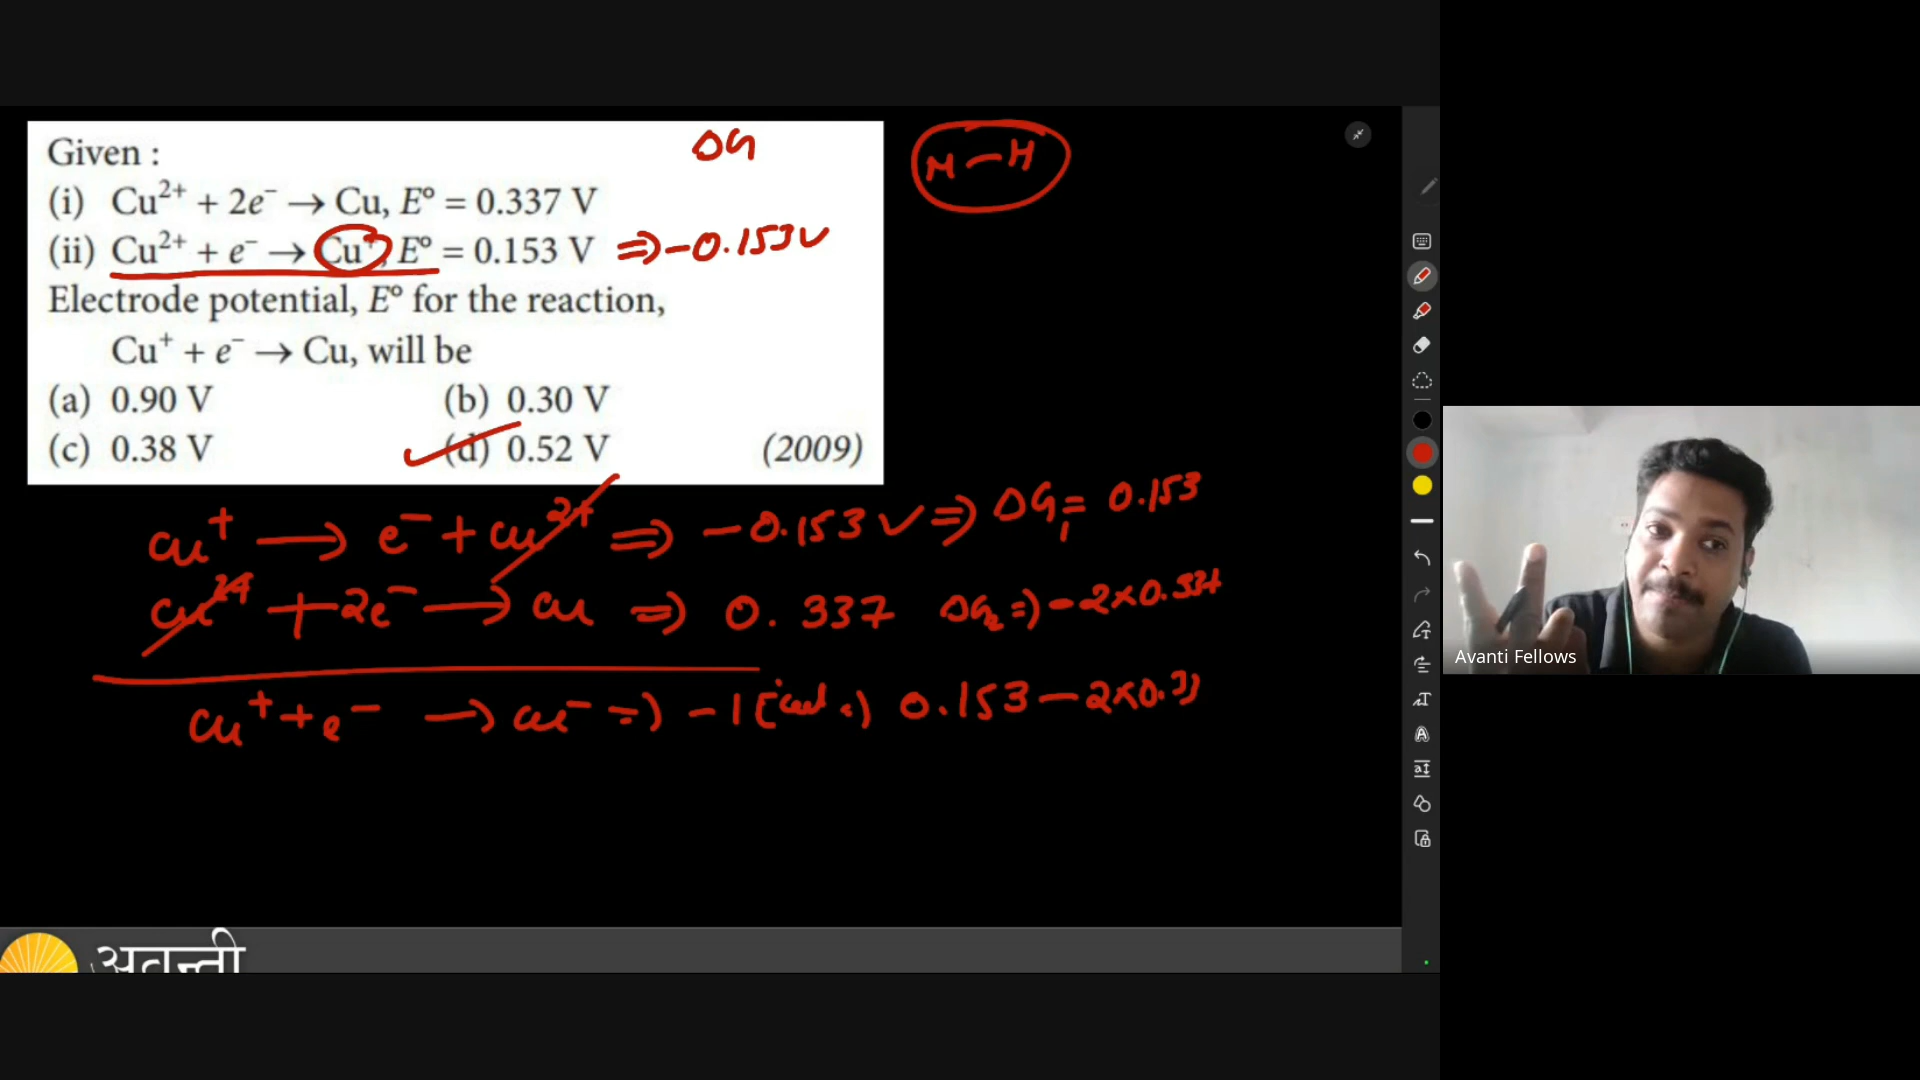 Given :
ΔG
M - H
(i) Cu²⁺ + 2e⁻ → Cu, E° = 0.337 V
(ii) Cu²⁺ + e⁻ → Cu⁺, E° = 0.153 V ⇒ -0.153V
Electrode potential, E° for the reaction,
Cu⁺ + e⁻ → Cu, will be
(a) 0.90 V (b) 0.30 V
(c) 0.38 V (d) 0.52 V (2009)
Cu⁺ → e⁻ + Cu²⁺ ⇒ -0.153 V ⇒ ΔG₁ = 0.153
Cu²⁺ + 2e⁻ → Cu ⇒ 0.337 ΔG₂ ⇒ -2×0.337
Cu⁺ + e⁻ → Cu⁻ ⇒ -1 0.153 - 2×0.33
Avanti Fellows
अवन्ती